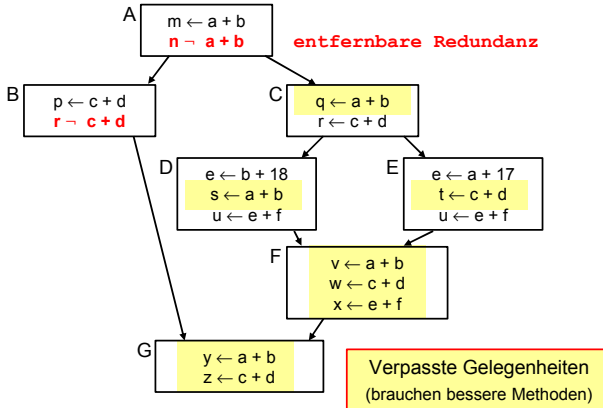 A
m ← a + b
n ¬ a + b
entfernbare Redundanz
B
p ← c + d
r ¬ c + d
C
q ← a + b
r ← c + d
D
e ← b + 18
s ← a + b
u ← e + f
E
e ← a + 17
t ← c + d
u ← e + f
F
v ← a + b
w ← c + d
x ← e + f
G
y ← a + b
z ← c + d
Verpasste Gelegenheiten
(brauchen bessere Methoden)